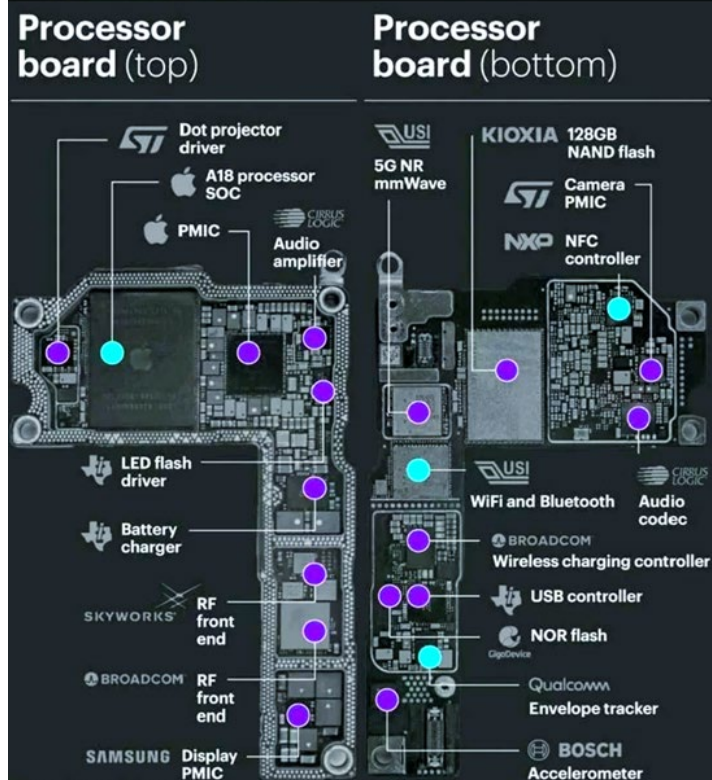 Processor
board (top)
ST
Dot projector
driver
A18 processor
SOC
PMIC
CIRRUS
LOGIC
Audio
amplifier
LED flash
driver
Battery
charger
SKYWORKS
RF
front
end
BROADCOM
RF
front
end
SAMSUNG
Display
PMIC
Processor
board (bottom)
USI
5G NR
mmWave
KIOXIA
128GB
NAND flash
ST
Camera
PMIC
NXP
NFC
controller
USI
WiFi and Bluetooth
CIRRUS
LOGIC
Audio
codec
BROADCOM
Wireless charging controller
USB controller
GigaDevice
NOR flash
Qualcomm
Envelope tracker
BOSCH
Accelerometer